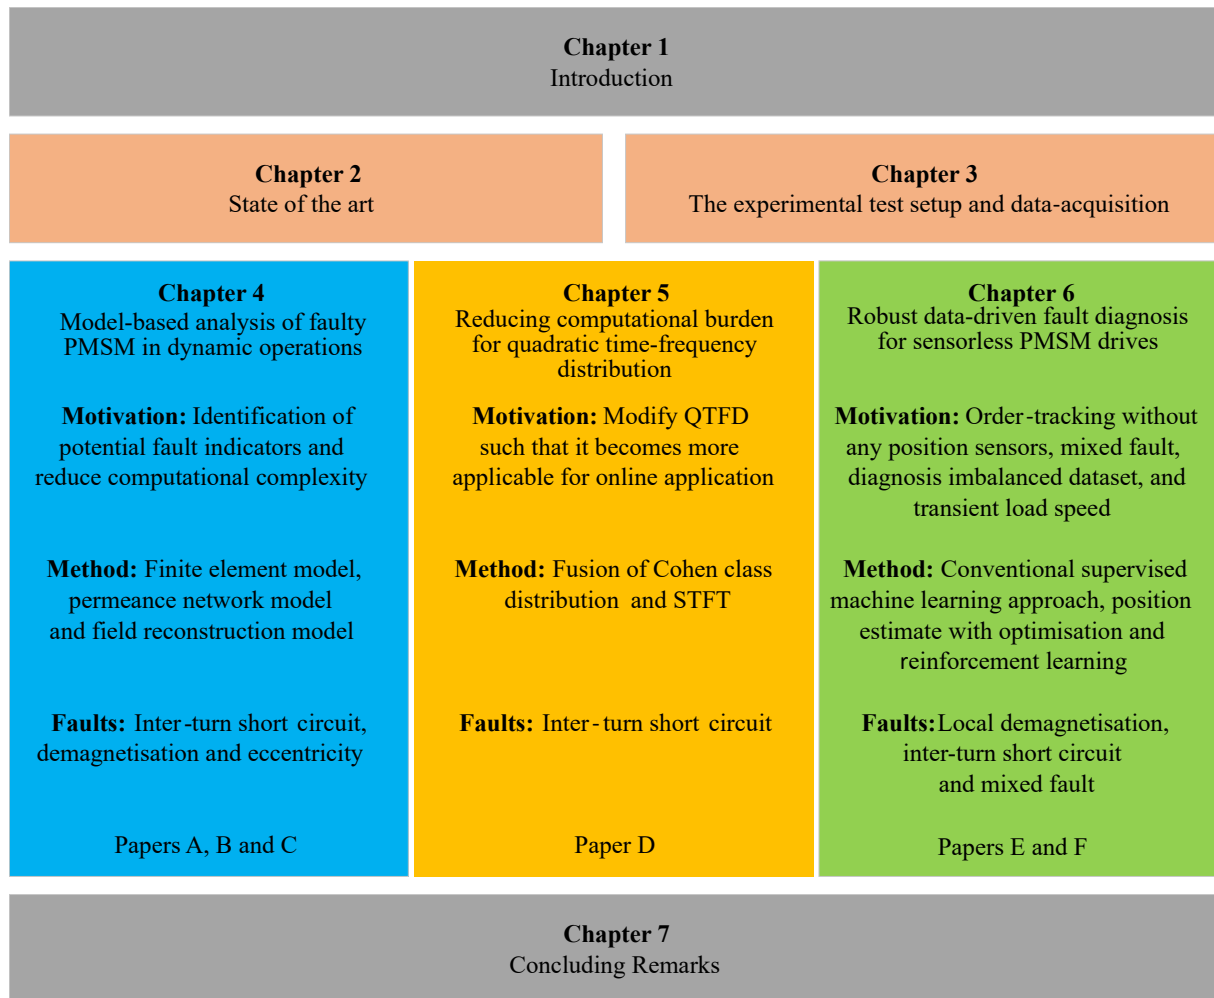 Chapter 1
Introduction
Chapter 2
State of the art
Chapter 3
The experimental test setup and data-acquisition
Chapter 4
Model-based analysis of faulty
PMSM in dynamic operations
Motivation: Identification of
potential fault indicators and
reduce computational complexity
Method: Finite element model,
permeance network model
and field reconstruction model
Faults: Inter-turn short circuit,
demagnetisation and eccentricity
Papers A, B and C
Chapter 5
Reducing computational burden
for quadratic time-frequency
distribution
Motivation: Modify QTFD
such that it becomes more
applicable for online application
Method: Fusion of Cohen class
distribution and STFT
Faults: Inter-turn short circuit
Paper D
Chapter 6
Robust data-driven fault diagnosis
for sensorless PMSM drives
Motivation: Order-tracking without
any position sensors, mixed fault,
diagnosis imbalanced dataset, and
transient load speed
Method: Conventional supervised
machine learning approach, position
estimate with optimisation and
reinforcement learning
Faults:Local demagnetisation,
inter-turn short circuit
and mixed fault
Papers E and F
Chapter 7
Concluding Remarks